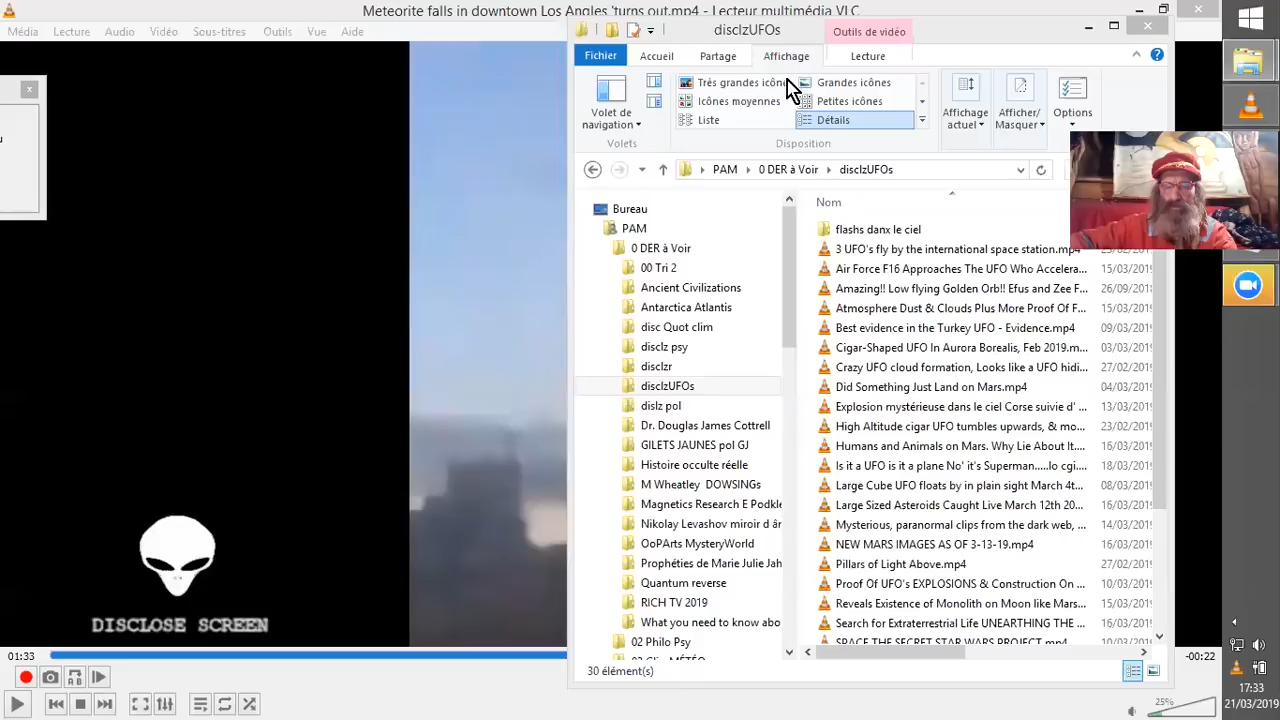 Meteorite falls in downtown Los Angeles 'turns out.mp4 - Lecteur multimédia VLC
Média Lecture Audio Vidéo Sous-titres Outils Vue Aide
disclzUFOs
Outils de vidéo
Fichier Accueil Partage Affichage Lecture
Volet de navigation
Très grandes icônes
Grandes icônes
Icônes moyennes
Petites icônes
Liste
Détails
Affichage actuel
Afficher/ Masquer
Options
Volets
Disposition
PAM 0 DER à Voir disclzUFOs
Bureau
PAM
0 DER à Voir
00 Tri 2
Ancient Civilizations
Antarctica Atlantis
disc Quot clim
disclz psy
disclzr
disclzUFOs
dislz pol
Dr. Douglas James Cottrell
GILETS JAUNES pol GJ
Histoire occulte réelle
M Wheatley DOWSINGs
Magnetics Research E Podkle
Nikolay Levashov miroir d âr
OoPArts MysteryWorld
Prophéties de Marie Julie Jah
Quantum reverse
RICH TV 2019
What you need to know abo
02 Philo Psy
Nom
flashs danx le ciel
3 UFO's fly by the international space station.mp4
Air Force F16 Approaches The UFO Who Accelera... 15/03/2019
Amazing!! Low flying Golden Orb!! Efus and Zee F... 26/09/2018
Atmosphere Dust & Clouds Plus More Proof Of F... 15/03/2019
Best evidence in the Turkey UFO - Evidence.mp4 09/03/2019
Cigar-Shaped UFO In Aurora Borealis, Feb 2019.m... 03/03/2019
Crazy UFO cloud formation, Looks like a UFO hidi... 27/02/2019
Did Something Just Land on Mars.mp4 04/03/2019
Explosion mystérieuse dans le ciel Corse suivie d' ... 13/03/2019
High Altitude cigar UFO tumbles upwards, & mo... 23/02/2019
Humans and Animals on Mars. Why Lie About It.... 16/03/2019
Is it a UFO is it a plane No' it's Superman.....lo cgi.... 18/03/2019
Large Cube UFO floats by in plain sight March 4t... 08/03/2019
Large Sized Asteroids Caught Live March 12th 20... 16/03/2019
Mysterious, paranormal clips from the dark web, ... 14/03/2019
NEW MARS IMAGES AS OF 3-13-19.mp4 16/03/2019
Pillars of Light Above.mp4 27/02/2019
Proof Of UFO's EXPLOSIONS & Construction On ... 10/03/2019
Reveals Existence of Monolith on Moon like Mars... 15/03/2019
Search for Extraterrestrial Life UNEARTHING THE ... 16/03/2019
SPACE THE SECRET STAR WARS PROJECT.mp4
30 élément(s)
DISCLOSE SCREEN
01:33
-00:22
25%
17:33
21/03/2019